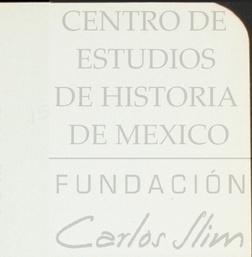 CENTRO DE
ESTUDIOS
DE HISTORIA
DE MEXICO
FUNDACIÓN
Carlos Slim